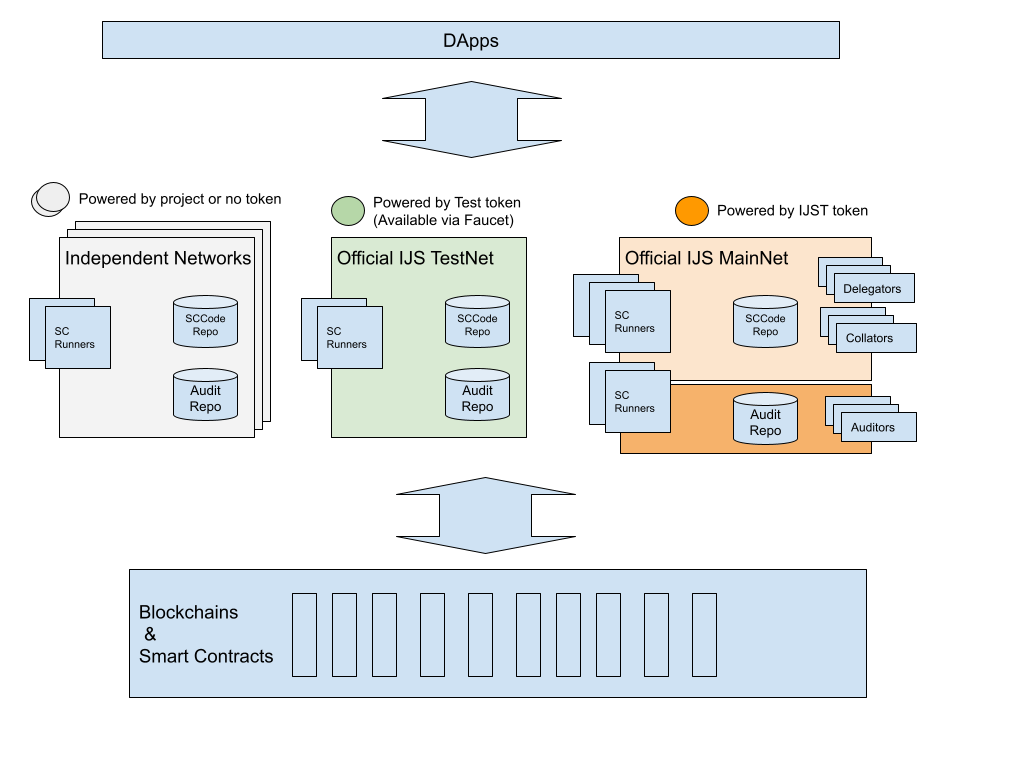 DApps
Powered by project or no token
Powered by Test token
(Available via Faucet)
Powered by IJST token
Independent Networks
SC
Runners
SCCode
Repo
Audit
Repo
Official IJS TestNet
SC
Runners
SCCode
Repo
Audit
Repo
Official IJS MainNet
SC
Runners
SCCode
Repo
Delegators
Collators
SC
Runners
Audit
Repo
Auditors
Blockchains
&
Smart Contracts